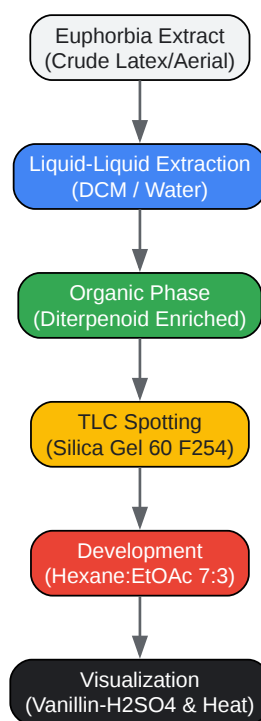 Euphorbia Extract
(Crude Latex/Aerial)
Liquid-Liquid Extraction
(DCM / Water)
Organic Phase
(Diterpenoid Enriched)
TLC Spotting
(Silica Gel 60 F254)
Development
(Hexane:EtOAc 7:3)
Visualization
(Vanillin-H2SO4 & Heat)